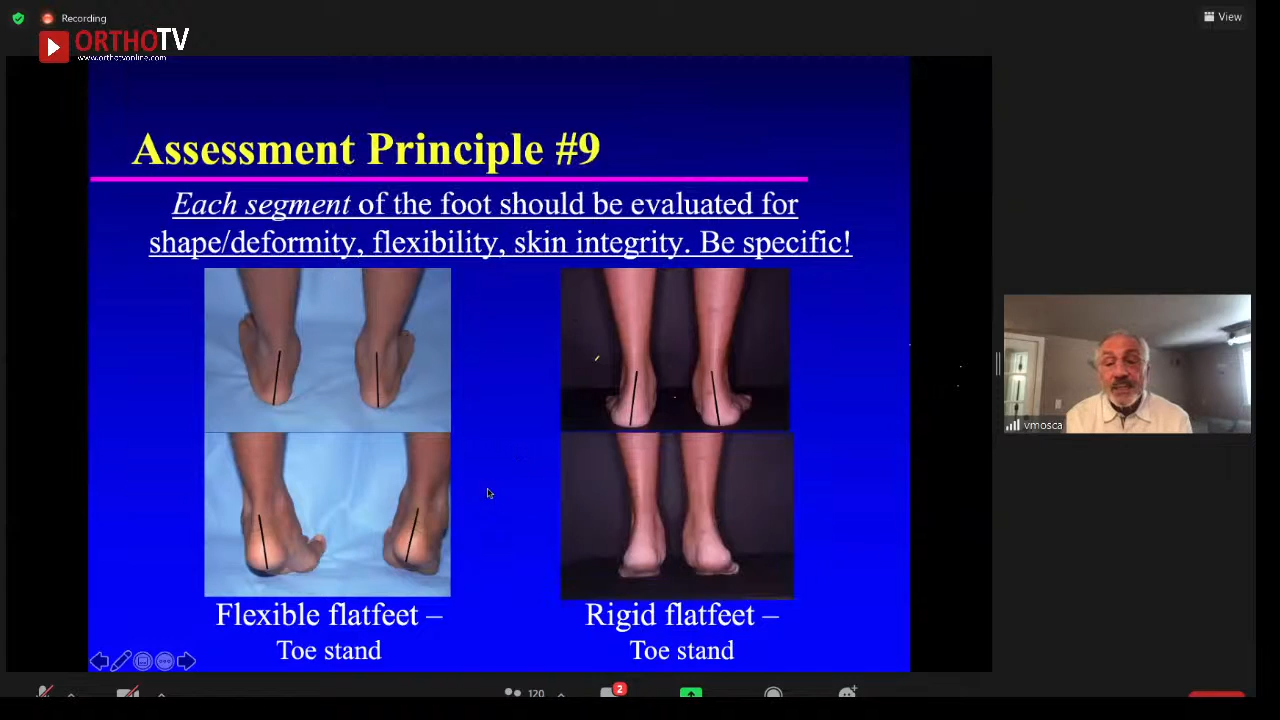 Recording
View
ORTHOTV
www.orthotvonline.com
Assessment Principle #9
Each segment of the foot should be evaluated for
shape/deformity, flexibility, skin integrity. Be specific!
vmosca
Flexible flatfeet –
Toe stand
Rigid flatfeet –
Toe stand
120
2